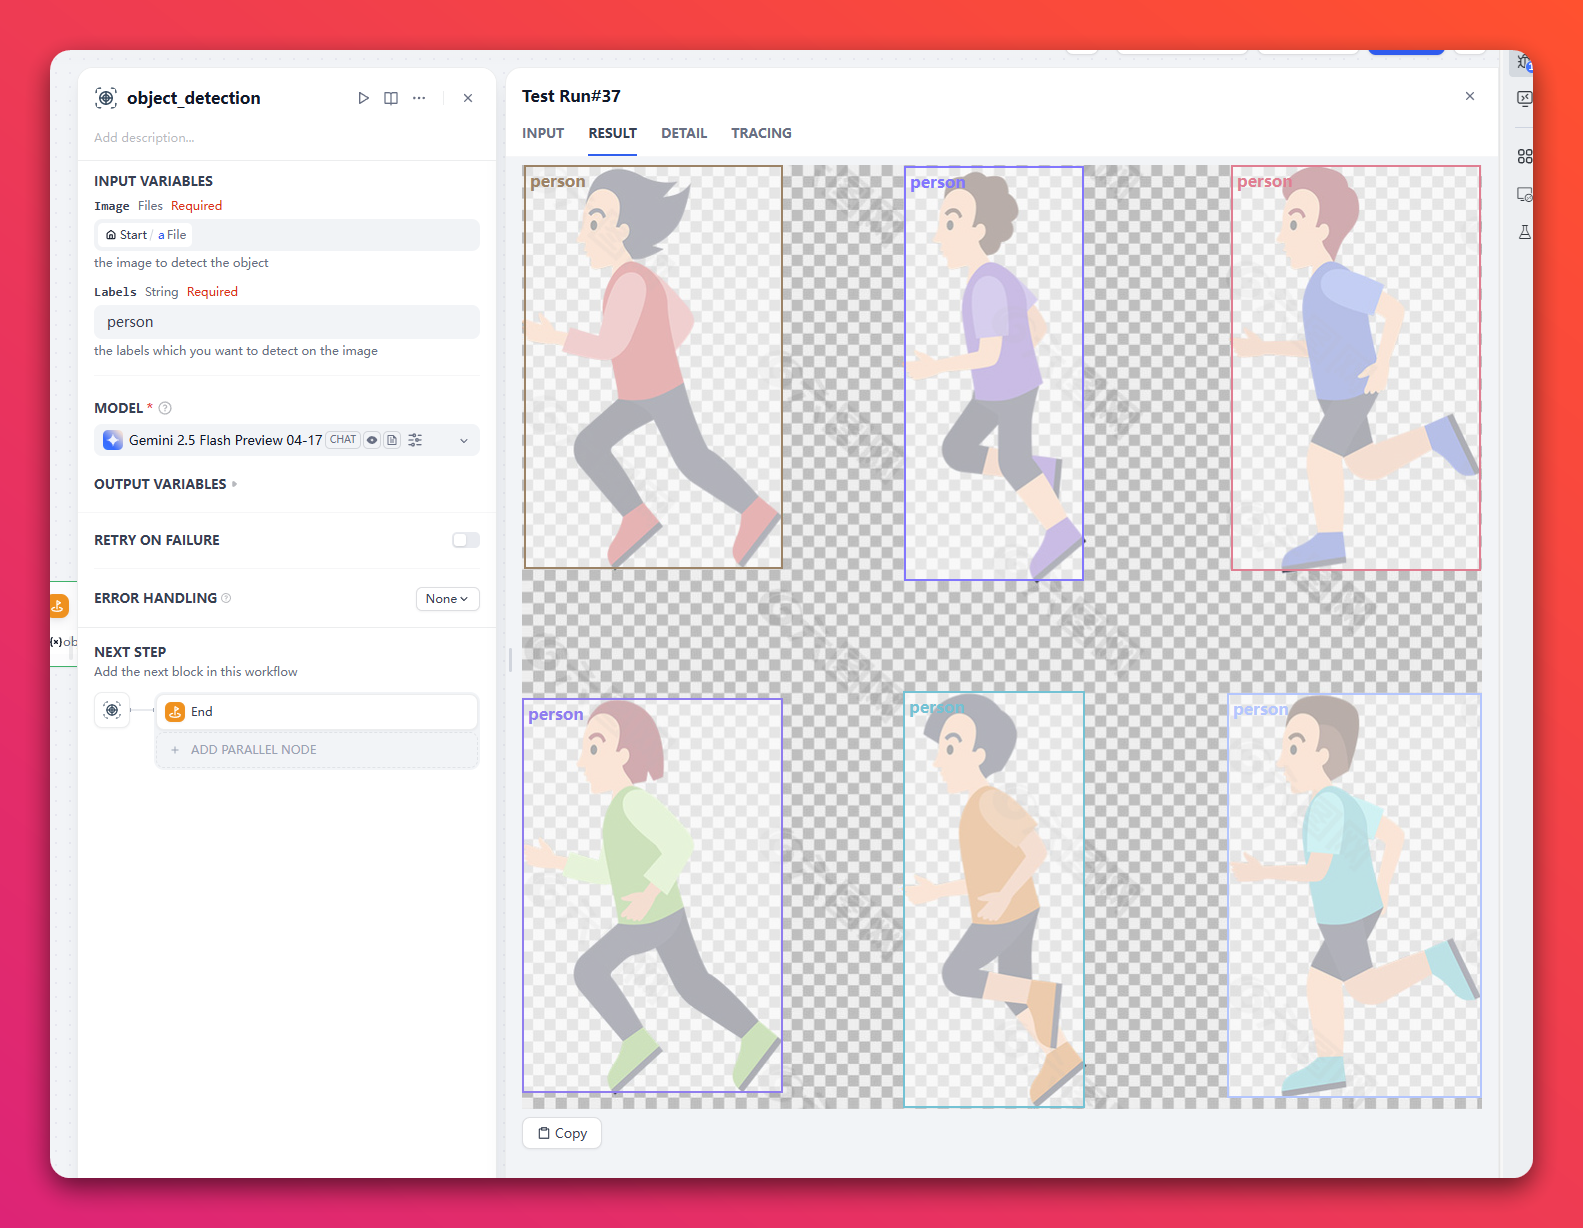 object_detection
Add description...
INPUT VARIABLES
Image Files Required
Start / a File
the image to detect the object
Labels String Required
person
the labels which you want to detect on the image
MODEL *
Gemini 2.5 Flash Preview 04-17 CHAT
OUTPUT VARIABLES
RETRY ON FAILURE
ERROR HANDLING
None
NEXT STEP
Add the next block in this workflow
End
+ ADD PARALLEL NODE
{x}ob
Test Run#37
INPUT RESULT DETAIL TRACING
person
person
person
person
person
person
Copy